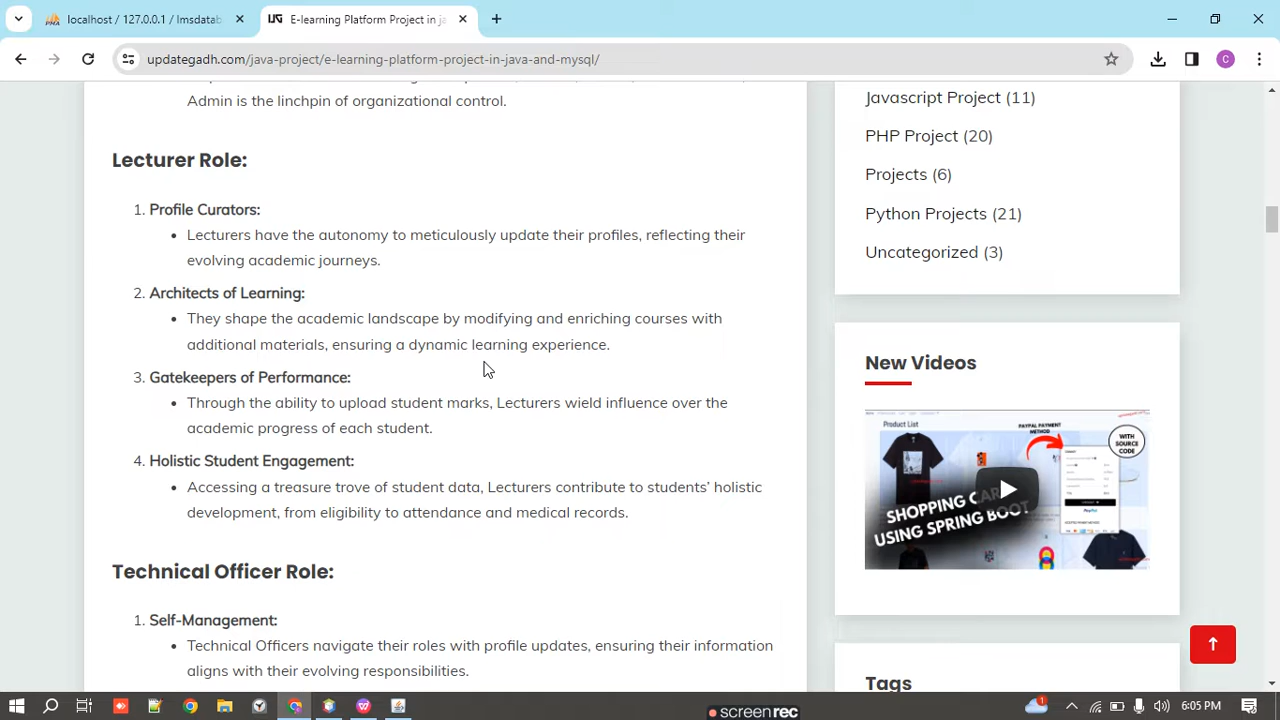 localhost / 127.0.0.1 / lmsdatab
E-learning Platform Project in ja
updategadh.com/java-project/e-learning-platform-project-in-java-and-mysql/
C
Admin is the linchpin of organizational control.
Lecturer Role:
1. Profile Curators:
Lecturers have the autonomy to meticulously update their profiles, reflecting their
evolving academic journeys.
2. Architects of Learning:
They shape the academic landscape by modifying and enriching courses with
additional materials, ensuring a dynamic learning experience.
3. Gatekeepers of Performance:
Through the ability to upload student marks, Lecturers wield influence over the
academic progress of each student.
4. Holistic Student Engagement:
Accessing a treasure trove of student data, Lecturers contribute to students’ holistic
development, from eligibility to attendance and medical records.
Technical Officer Role:
1. Self-Management:
Technical Officers navigate their roles with profile updates, ensuring their information
aligns with their evolving responsibilities.
Javascript Project (11)
PHP Project (20)
Projects (6)
Python Projects (21)
Uncategorized (3)
New Videos
Product List
PAYPAL PAYMENT
METHOD
WITH
SOURCE
CODE
SHOPPING CAR
USING SPRING BOOT
Tags
1
6:05 PM
screen rec